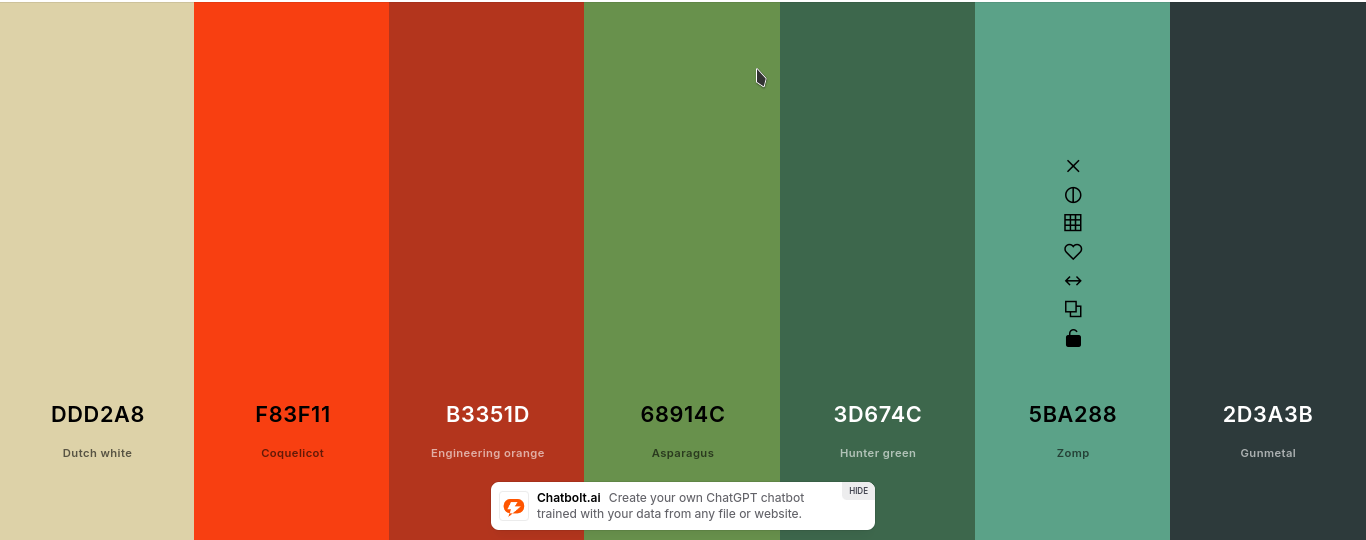 DDD2A8
Dutch white
F83F11
Coquelicot
B3351D
Engineering orange
68914C
Asparagus
3D674C
Hunter green
5BA288
Zomp
2D3A3B
Gunmetal
Chatbolt.ai Create your own ChatGPT chatbot
trained with your data from any file or website.
HIDE